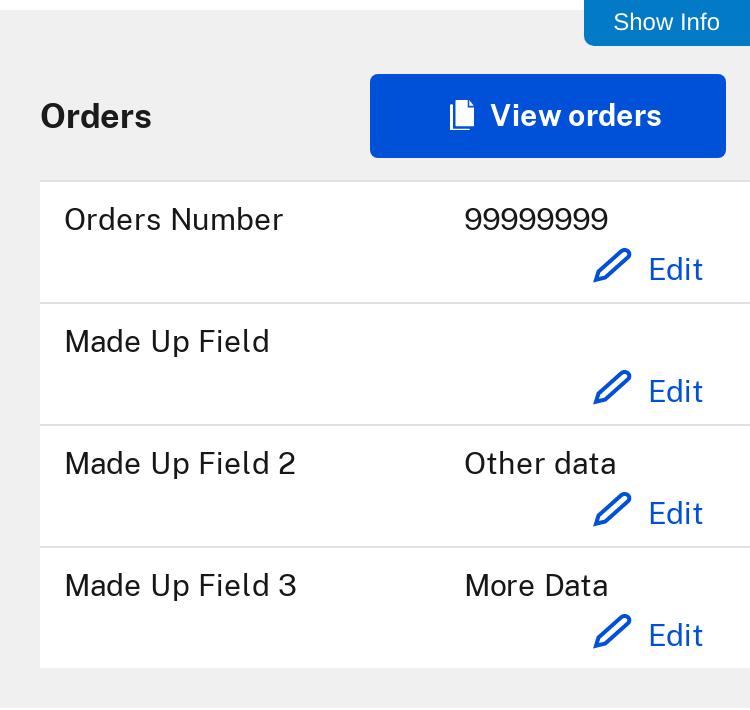 Show Info
Orders
View orders
Orders Number 99999999
Edit
Made Up Field
Edit
Made Up Field 2 Other data
Edit
Made Up Field 3 More Data
Edit